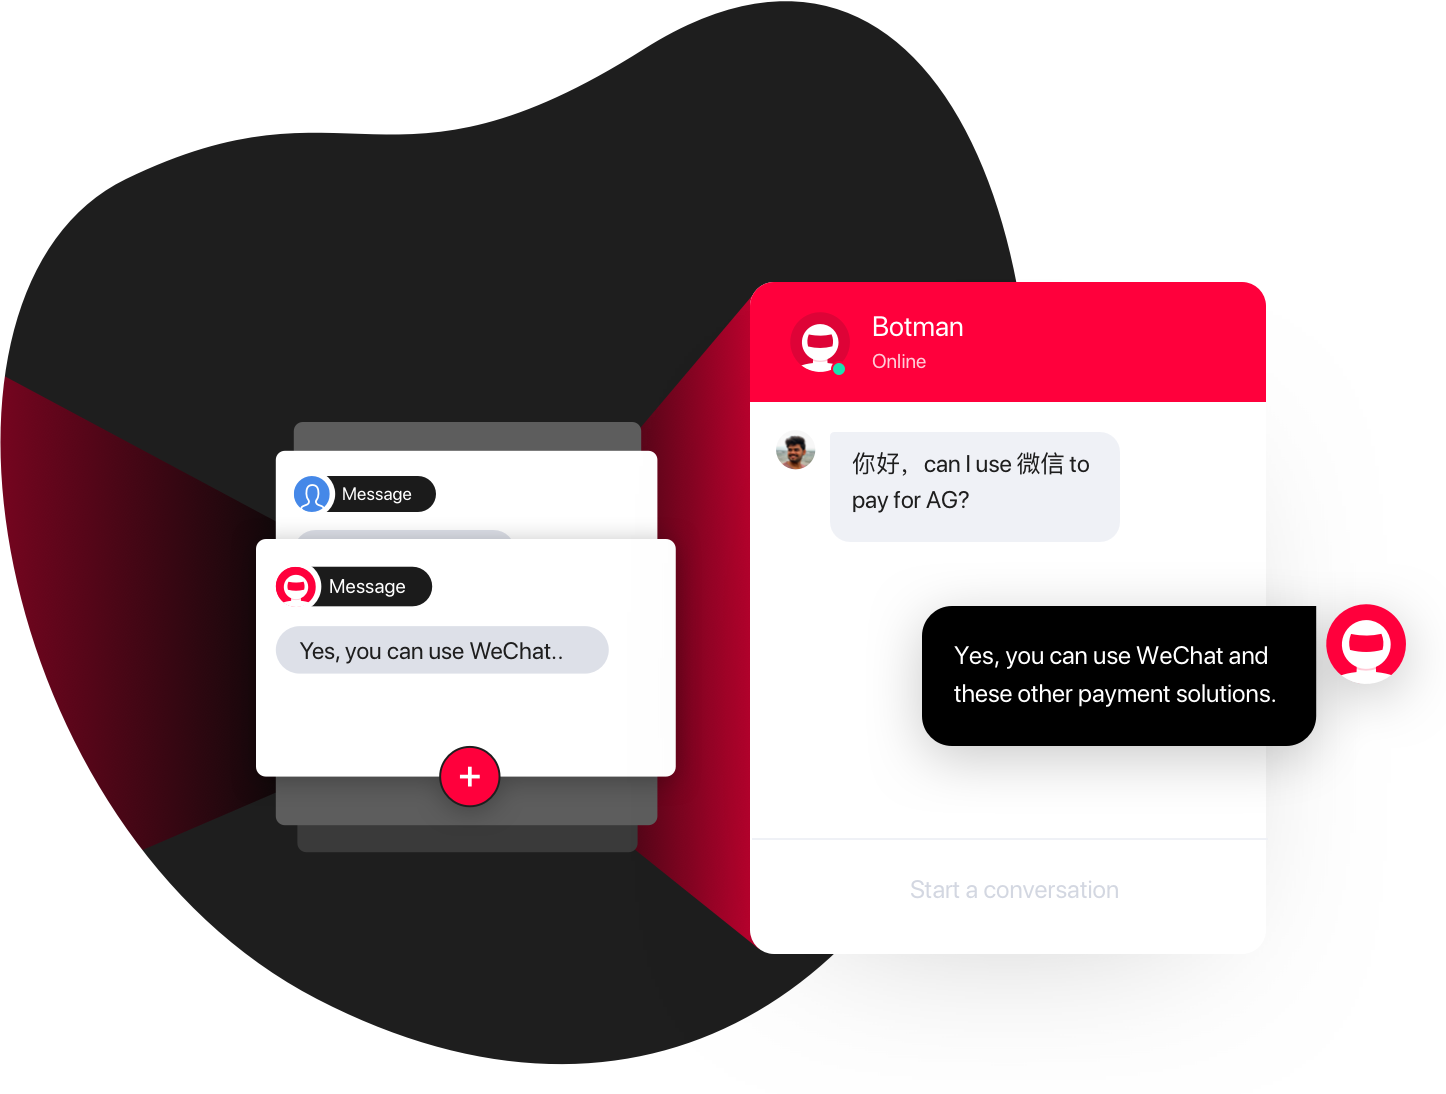 Message
Message
Yes, you can use WeChat..
Botman
Online
你好，can I use 微信 to
pay for AG?
Yes, you can use WeChat and
these other payment solutions.
Start a conversation